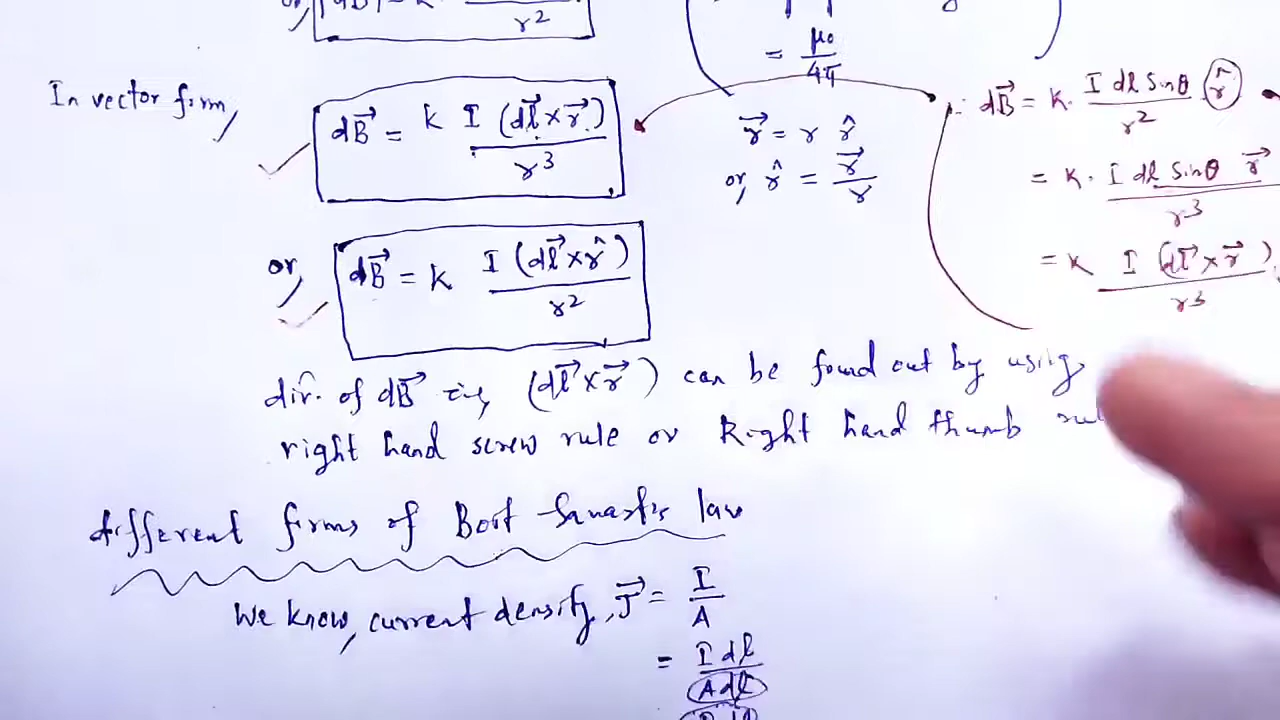 r²
= μ₀/4π
In vector form,
dB⃗ = k I (dl⃗ × r⃗) / r³
r⃗ = r r̂
or, r̂ = r⃗ / r
∴ dB⃗ = k. I dl Sinθ / r² r̂
= k. I dl Sinθ r⃗ / r³
= k I (dl⃗ × r⃗) / r³
or, dB⃗ = k I (dl⃗ × r̂) / r²
dirⁿ. of dB⃗ i.e, (dl⃗ × r⃗) can be found out by using
right hand screw rule or Right hand thumb
different forms of Biot-Savart's law
We know, current density, J⃗ = I / A
= I dl / A dl